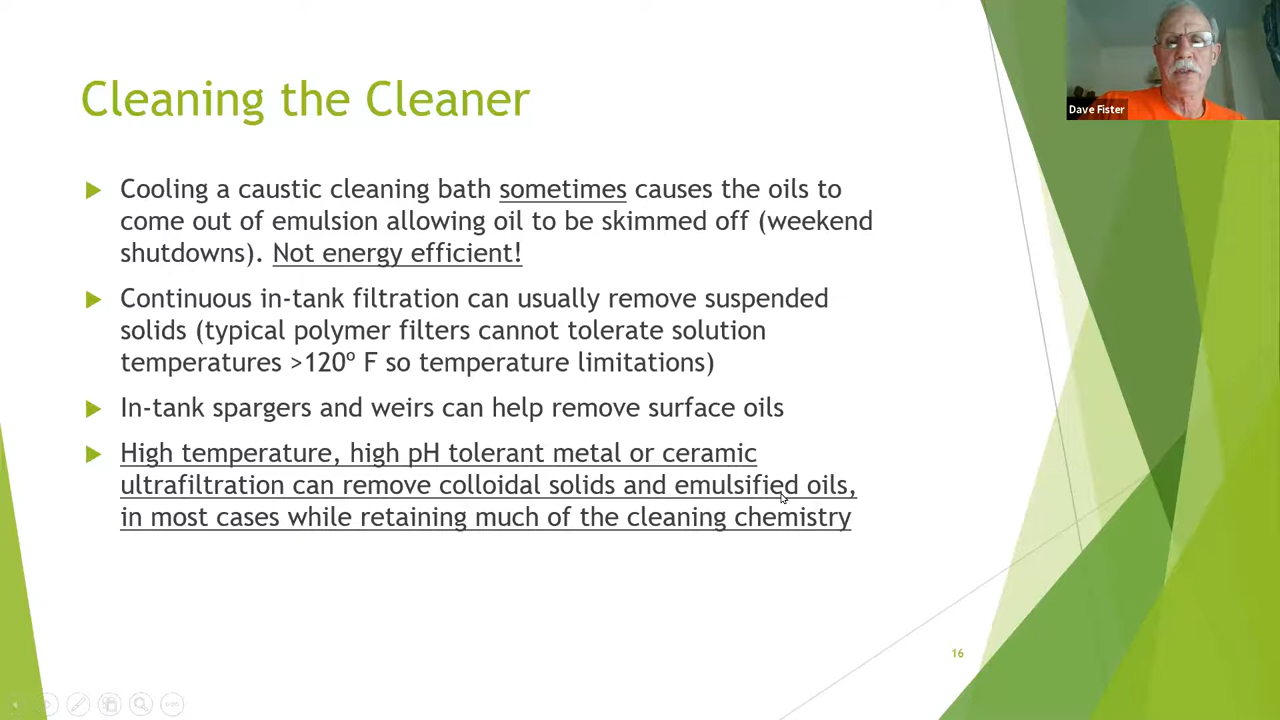 Cleaning the Cleaner
Dave Fister
Cooling a caustic cleaning bath sometimes causes the oils to
come out of emulsion allowing oil to be skimmed off (weekend
shutdowns). Not energy efficient!
Continuous in-tank filtration can usually remove suspended
solids (typical polymer filters cannot tolerate solution
temperatures >120º F so temperature limitations)
In-tank spargers and weirs can help remove surface oils
High temperature, high pH tolerant metal or ceramic
ultrafiltration can remove colloidal solids and emulsified oils,
in most cases while retaining much of the cleaning chemistry
16